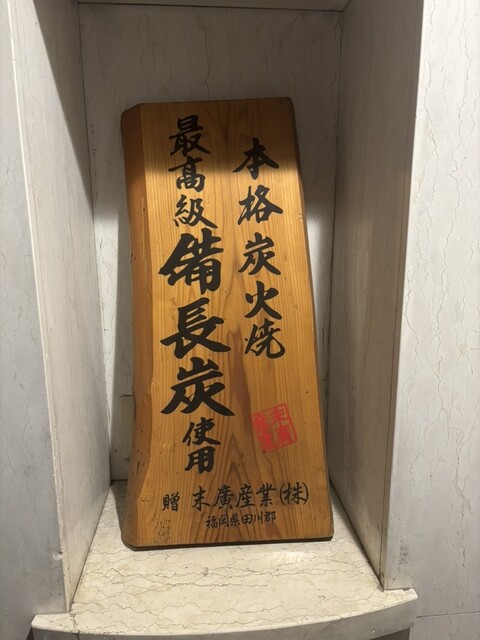 本格炭火焼
最高級備長炭使用
贈 末廣産業(株)
福岡県田川郡